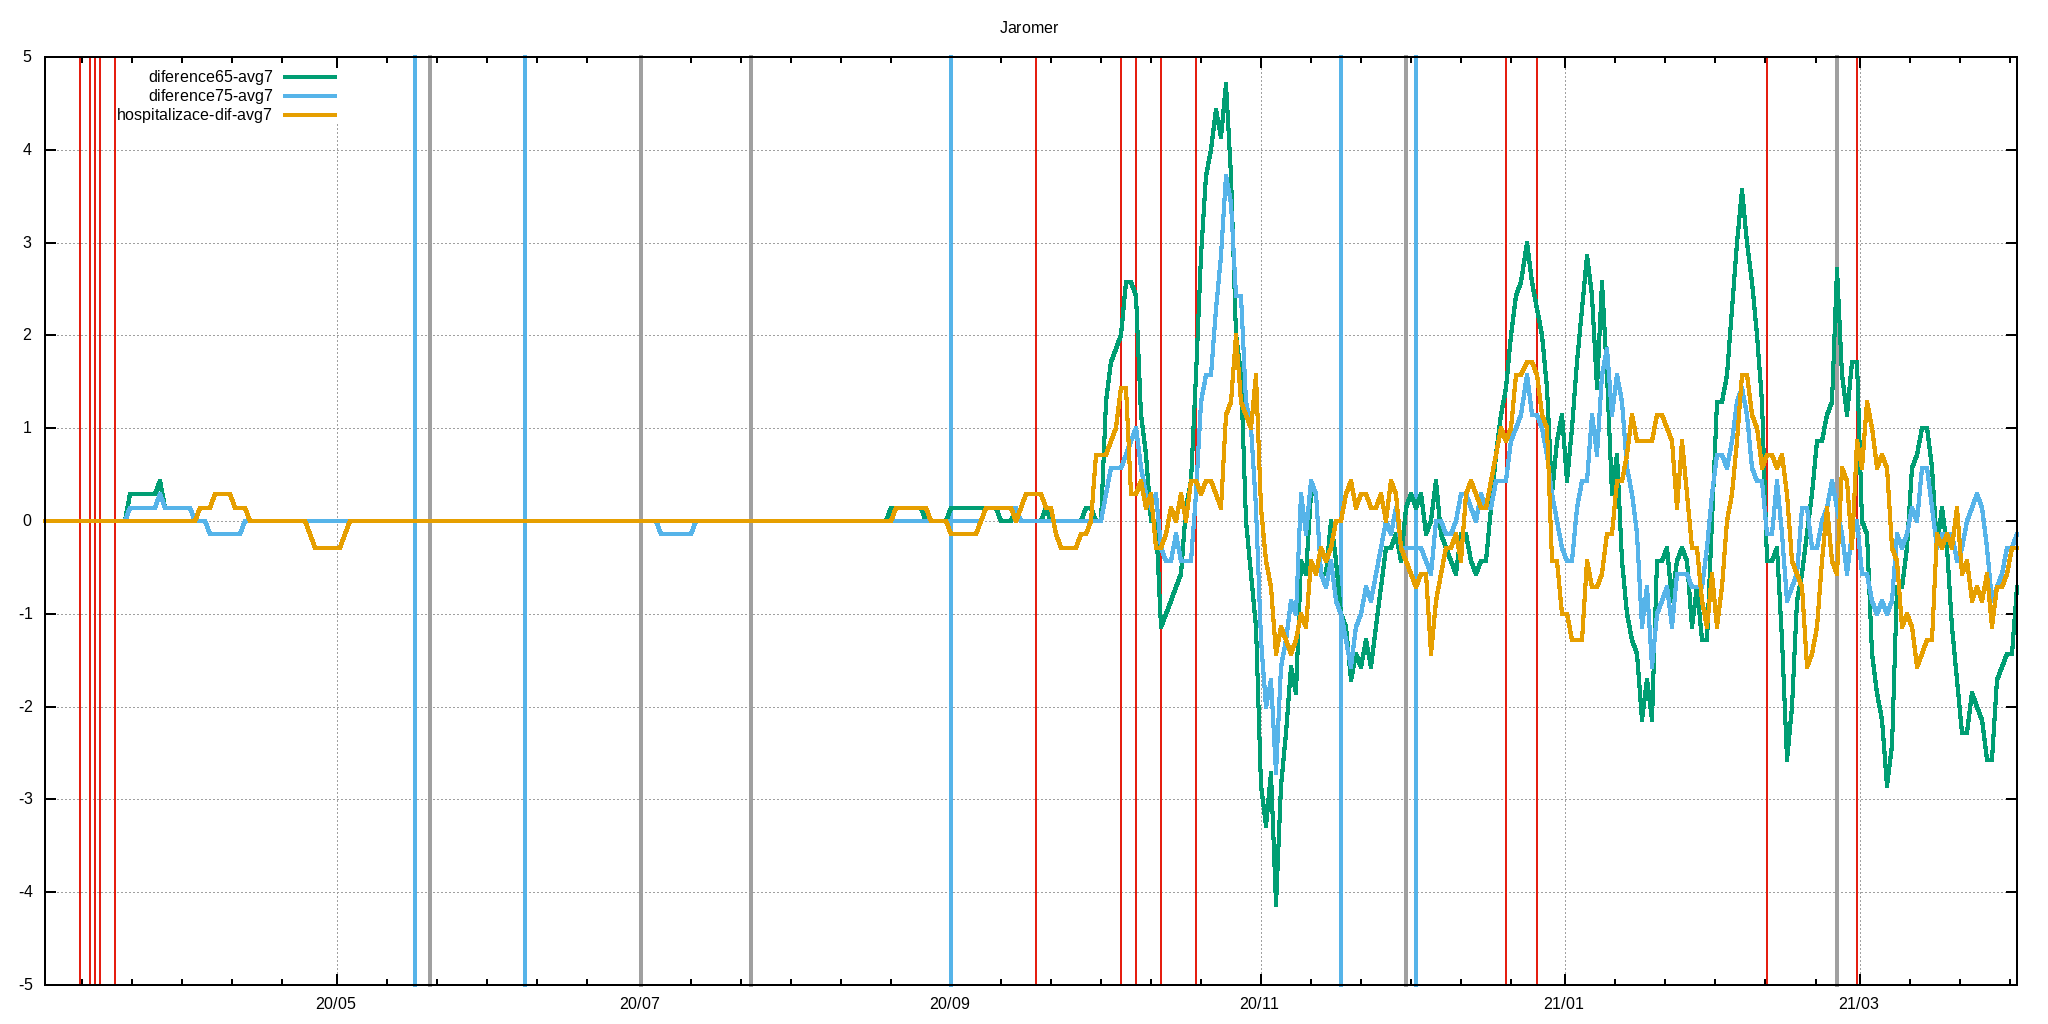 Jaromer
diference65-avg7
diference75-avg7
hospitalizace-dif-avg7
5
4
3
2
1
0
-1
-2
-3
-4
-5
20/05 20/07 20/09 20/11 21/01 21/03